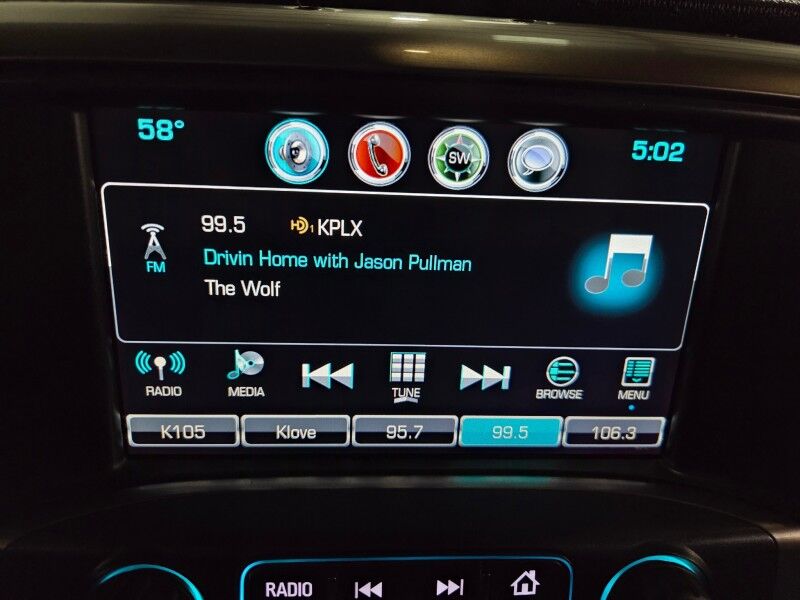 58°
SW
5:02
99.5
HD1 KPLX
FM
Drivin Home with Jason Pullman
The Wolf
RADIO
MEDIA
TUNE
BROWSE
MENU
K105
Klove
95.7
99.5
106.3
RADIO